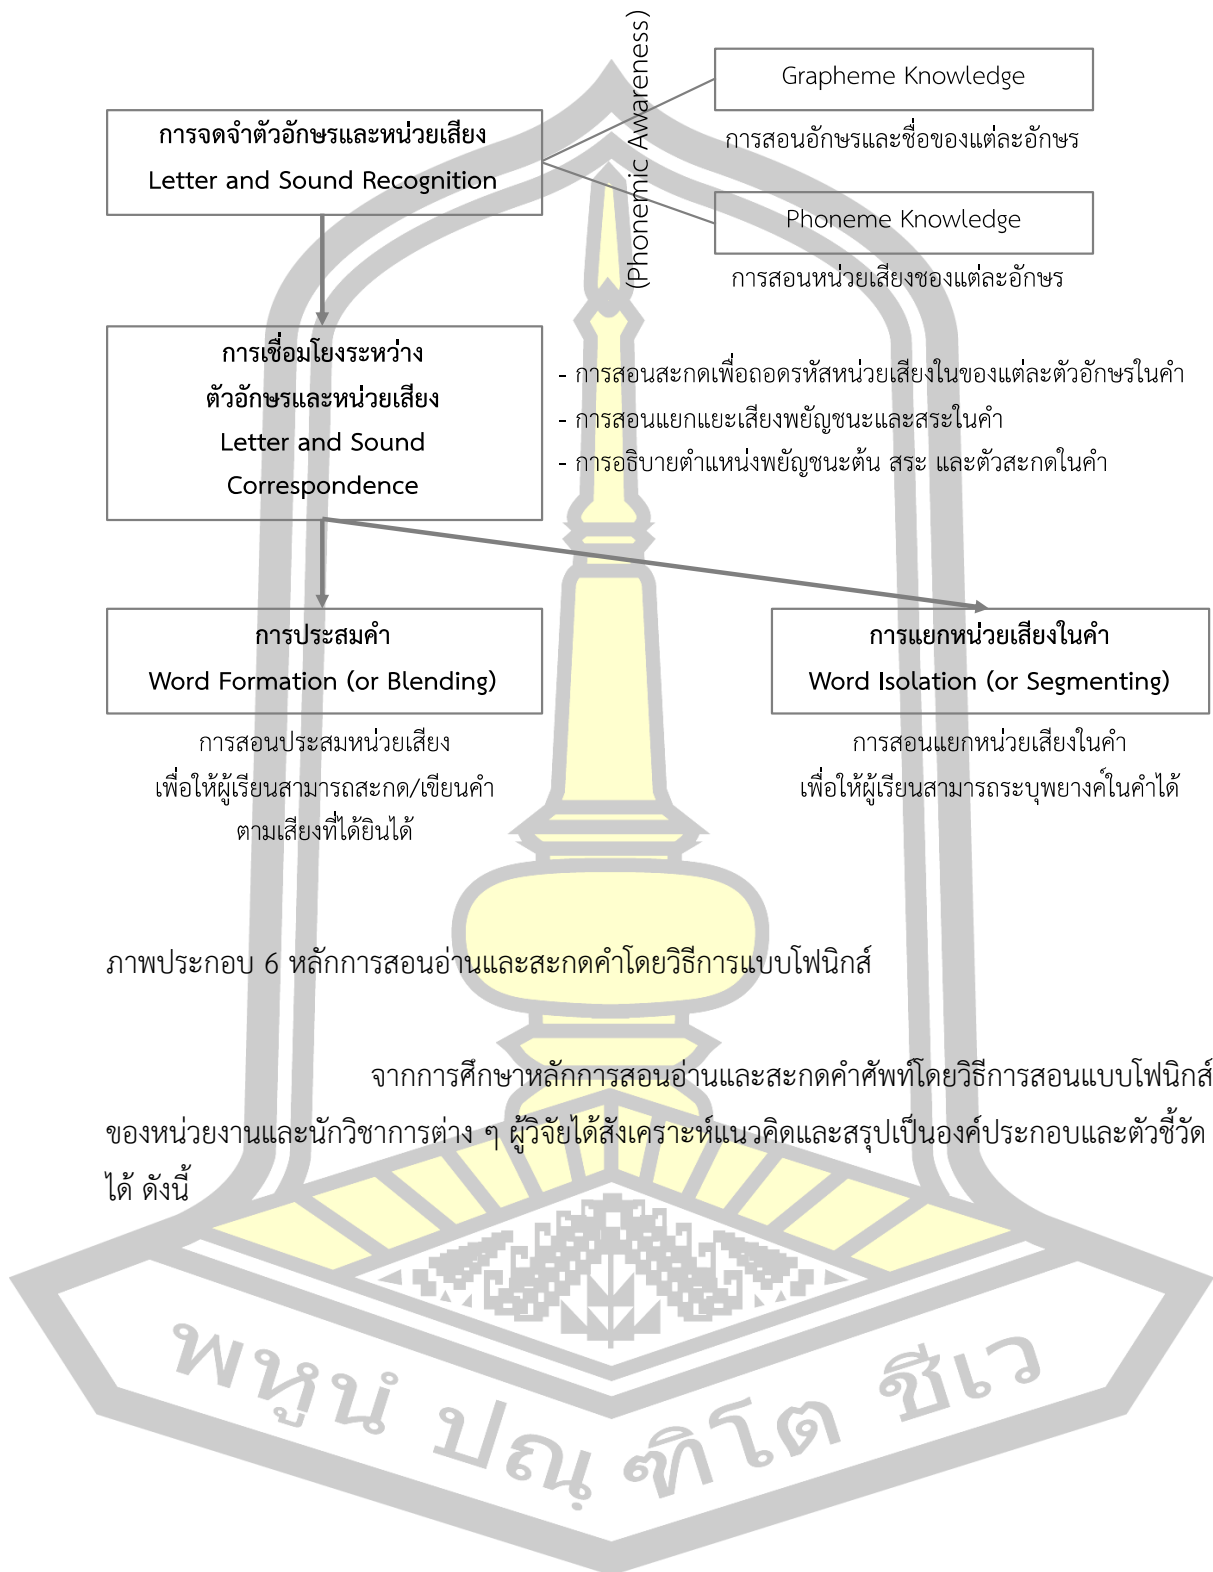 (Phonemic Awareness)
Grapheme Knowledge
การสอนอักษรและชื่อของแต่ละอักษร
การจดจำตัวอักษรและหน่วยเสียง
Letter and Sound Recognition
Phoneme Knowledge
การสอนหน่วยเสียงชองแต่ละอักษร
การเชื่อมโยงระหว่าง
ตัวอักษรและหน่วยเสียง
Letter and Sound
Correspondence
- การสอนสะกดเพื่อถอดรหัสหน่วยเสียงในของแต่ละตัวอักษรในคำ
- การสอนแยกแยะเสียงพยัญชนะและสระในคำ
- การอธิบายตำแหน่งพยัญชนะต้น สระ และตัวสะกดในคำ
การประสมคำ
Word Formation (or Blending)
การสอนประสมหน่วยเสียง
เพื่อให้ผู้เรียนสามารถสะกด/เขียนคำ
ตามเสียงที่ได้ยินได้
การแยกหน่วยเสียงในคำ
Word Isolation (or Segmenting)
การสอนแยกหน่วยเสียงในคำ
เพื่อให้ผู้เรียนสามารถระบุพยางค์ในคำได้
ภาพประกอบ 6 หลักการสอนอ่านและสะกดคำโดยวิธีการแบบโฟนิกส์
จากการศึกษาหลักการสอนอ่านและสะกดคำศัพท์โดยวิธีการสอนแบบโฟนิกส์
ของหน่วยงานและนักวิชาการต่าง ๆ ผู้วิจัยได้สังเคราะห์แนวคิดและสรุปเป็นองค์ประกอบและตัวชี้วัด
ได้ ดังนี้
พหูนํ ปณฺฑิโต ชีเว